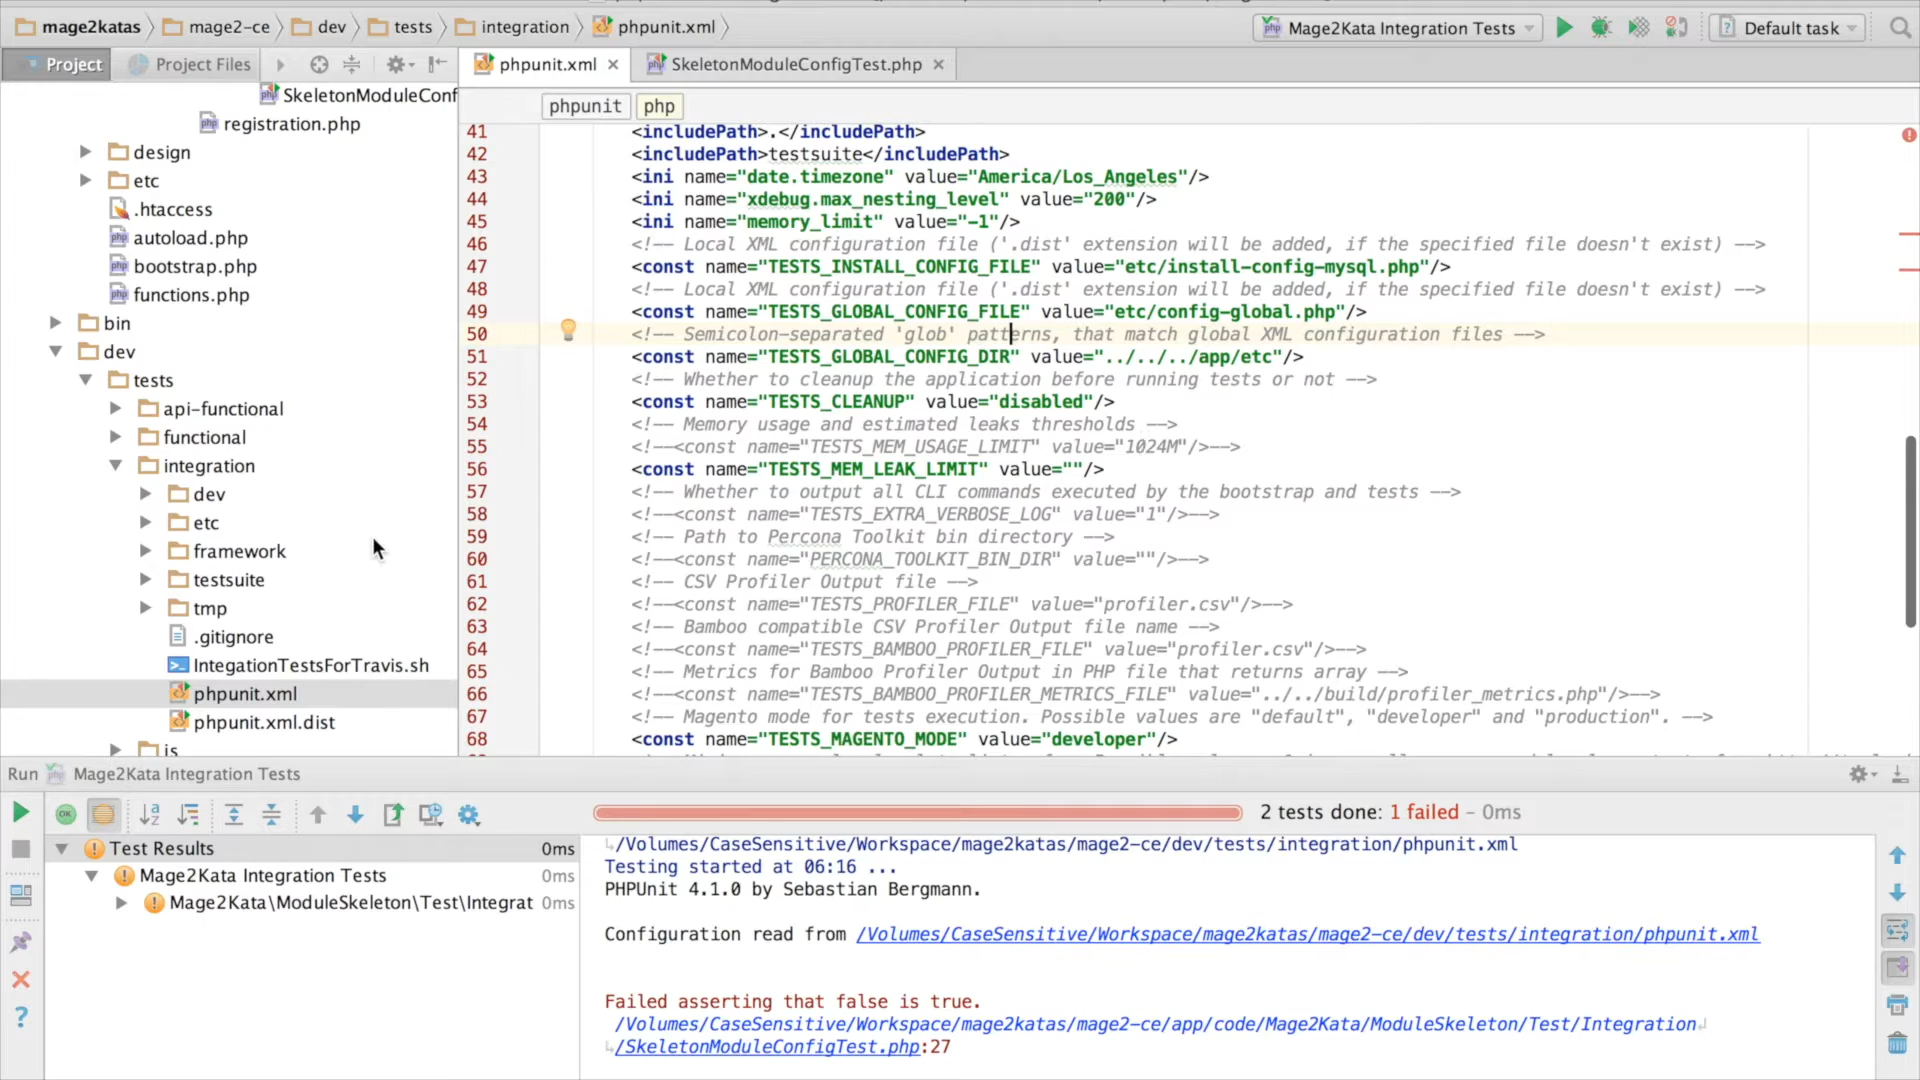 mage2katas
mage2-ce
dev
tests
integration
phpunit.xml
Mage2Kata Integration Tests
Default task
Project
Project Files
phpunit.xml
SkeletonModuleConfigTest.php
phpunit
php
SkeletonModuleConf
registration.php
design
etc
.htaccess
autoload.php
bootstrap.php
functions.php
bin
dev
tests
api-functional
functional
integration
dev
etc
framework
testsuite
tmp
.gitignore
IntegationTestsForTravis.sh
phpunit.xml
phpunit.xml.dist
js
41 <includePath>.</includePath>
42 <includePath>testsuite</includePath>
43 <ini name="date.timezone" value="America/Los_Angeles"/>
44 <ini name="xdebug.max_nesting_level" value="200"/>
45 <ini name="memory_limit" value="-1"/>
46 <!-- Local XML configuration file ('.dist' extension will be added, if the specified file doesn't exist) -->
47 <const name="TESTS_INSTALL_CONFIG_FILE" value="etc/install-config-mysql.php"/>
48 <!-- Local XML configuration file ('.dist' extension will be added, if the specified file doesn't exist) -->
49 <const name="TESTS_GLOBAL_CONFIG_FILE" value="etc/config-global.php"/>
50 <!-- Semicolon-separated 'glob' patterns, that match global XML configuration files -->
51 <const name="TESTS_GLOBAL_CONFIG_DIR" value="../../../app/etc"/>
52 <!-- Whether to cleanup the application before running tests or not -->
53 <const name="TESTS_CLEANUP" value="disabled"/>
54 <!-- Memory usage and estimated leaks thresholds -->
55 <!--<const name="TESTS_MEM_USAGE_LIMIT" value="1024M"/>-->
56 <const name="TESTS_MEM_LEAK_LIMIT" value=""/>
57 <!-- Whether to output all CLI commands executed by the bootstrap and tests -->
58 <!--<const name="TESTS_EXTRA_VERBOSE_LOG" value="1"/>-->
59 <!-- Path to Percona Toolkit bin directory -->
60 <!--<const name="PERCONA_TOOLKIT_BIN_DIR" value=""/>-->
61 <!-- CSV Profiler Output file -->
62 <!--<const name="TESTS_PROFILER_FILE" value="profiler.csv"/>-->
63 <!-- Bamboo compatible CSV Profiler Output file name -->
64 <!--<const name="TESTS_BAMBOO_PROFILER_FILE" value="profiler.csv"/>-->
65 <!-- Metrics for Bamboo Profiler Output in PHP file that returns array -->
66 <!--<const name="TESTS_BAMBOO_PROFILER_METRICS_FILE" value="../../build/profiler_metrics.php"/>-->
67 <!-- Magento mode for tests execution. Possible values are "default", "developer" and "production". -->
68 <const name="TESTS_MAGENTO_MODE" value="developer"/>
Run Mage2Kata Integration Tests
2 tests done: 1 failed - 0ms
Test Results 0ms
Mage2Kata Integration Tests 0ms
Mage2Kata\ModuleSkeleton\Test\Integrat 0ms
/Volumes/CaseSensitive/Workspace/mage2katas/mage2-ce/dev/tests/integration/phpunit.xml
Testing started at 06:16 ...
PHPUnit 4.1.0 by Sebastian Bergmann.
Configuration read from /Volumes/CaseSensitive/Workspace/mage2katas/mage2-ce/dev/tests/integration/phpunit.xml
Failed asserting that false is true.
/Volumes/CaseSensitive/Workspace/mage2katas/mage2-ce/app/code/Mage2Kata/ModuleSkeleton/Test/Integration
/SkeletonModuleConfigTest.php:27